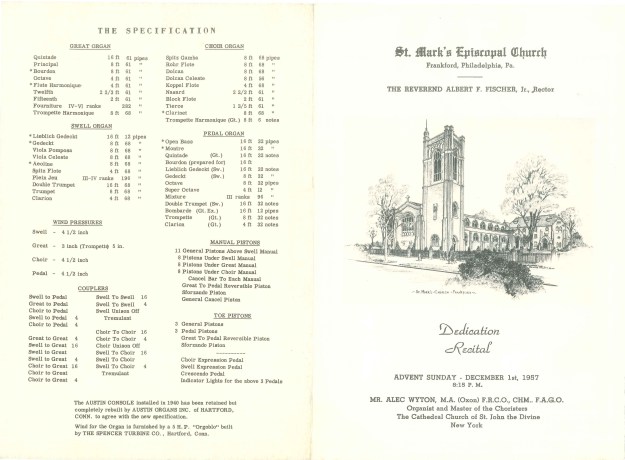 THE SPECIFICATION
GREAT ORGAN
Quintade 16 ft 61 pipes
Principal 8 ft 61 "
*Bourdon 8 ft 61 "
Octave 4 ft 61 "
*Flute Harmonique 4 ft 61 "
Twelfth 2 2/3 ft 61 "
Fifteenth 2 ft 61 "
Fourniture IV-VI ranks "
Trompette Harmonique 8 ft 68 "
SWELL ORGAN
*Lieblich Gedeckt 16 ft 12 pipes
*Gedeckt 8 ft 68 "
Viola Pomposa 8 ft 68 "
Viola Celeste 8 ft 68 "
*Aeoline 8 ft 68 "
Spitz Flute 4 ft 68 "
Plein Jeu III-IV ranks 196 "
Double Trumpet 16 ft 68 "
Trumpet 8 ft 68 "
Clarion 4 ft 68 "
WIND PRESSURES
Swell - 4 1/2 inch
Great - 3 inch (Trompette 5 in.
Choir - 4 1/2 inch
Pedal - 4 1/2 inch
COUPLERS
Swell to Pedal
Great to Pedal
Choir to Pedal
Swell to Pedal 4
Choir to Pedal 4
Great to Great 4
Swell to Great 16
Swell to Great
Swell to Great 4
Choir to Great 16
Choir to Great
Choir to Great 4
Swell To Swell 16
Swell To Swell 4
Swell Unison Off
Tremulant
Choir To Choir 16
Choir To Choir 4
Choir Unison Off
Swell To Choir 16
Swell To Choir
Swell To Choir 4
Tremulant
CHOIR ORGAN
Spitz Gambe 8 ft 68 pipes
Rohr Flute 8 ft 68 "
Dolcan 8 ft 68 "
Dolcan Celeste 8 ft 56 "
Koppel Flute 4 ft 68 "
Nasard 2 2/3 ft 61 "
Block Flute 2 ft 61 "
Tierce 1 3/5 ft 61 "
*Clarinet 8 ft 68 "
Trompette Harmonique (Gt.) 8 ft notes
PEDAL ORGAN
*Open Bass 16 ft 32 pipes
*Montre 16 ft 32 "
Quintade (Gt.) 16 ft 32 notes
Bourdon (prepared for) 16 ft
Lieblich Gedeckt (Sw.) 16 ft 32 notes
Gedeckt (Sw.) 8 ft 32 "
Octave 8 ft 32 pipes
Super Octave 4 ft 12 "
Mixture III ranks 96 "
Double Trumpet (Sw.) 16 ft 32 notes
Bombarde (Gt. Ex.) 16 ft 12 pipes
Trompette (Gt.) 8 ft 32 notes
Clarion (Gt.) 4 ft 32 notes
MANUAL PISTONS
11 General Pistons Above Swell Manual
Pistons Under Swell Manual
Pistons Under Great Manual
Pistons Under Choir Manual
Cancel Bar To Each Manual
Great To Pedal Reversible Piston
Sforzando Piston
General Cancel Piston
TOE PISTONS
General Pistons
Pedal Pistons
Great To Pedal Reversible Piston
Sforzando Piston
Choir Expression Pedal
Swell Expression Pedal
Crescendo Pedal
Indicator Lights for the above 3 Pedals
The AUSTIN CONSOLE installed in 1940 has been retained but
completely rebuilt by AUSTIN ORGANS INC. of HARTFORD,
CONN. to agree with the new specification.
Wind for the Organ is furnished by a 5 H. P. "Orgoblo" built
by THE SPENCER TURBINE CO., Hartford, Conn.
St. Mark's Episcopal Church
Frankford, Philadelphia, Pa.
THE REVEREND ALBERT F. FISCHER, Jr., Rector
- St. Mark's Church - Frankford -
Dedication
Recital
ADVENT SUNDAY - DECEMBER 1st, 1957
8:15 P. M.
MR. ALEC WYTON, M.A. (Oxon) F.R.C.O., CHM., F.A.G.O.
Organist and Master of the Choristers
The Cathedral Church of St. John the Divine
New York